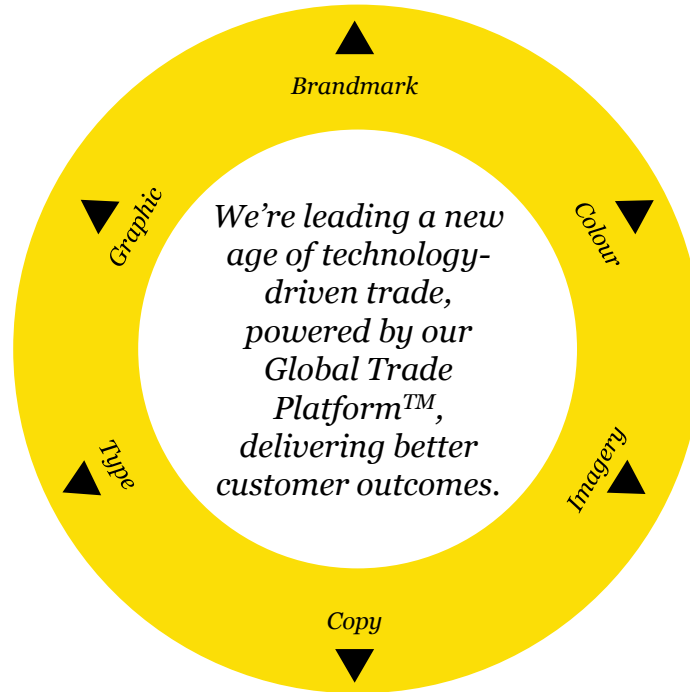 Brandmark
Graphic
Colour
We’re leading a new
age of technology-
driven trade,
powered by our
Global Trade
Platform™,
delivering better
customer outcomes.
Type
Imagery
Copy